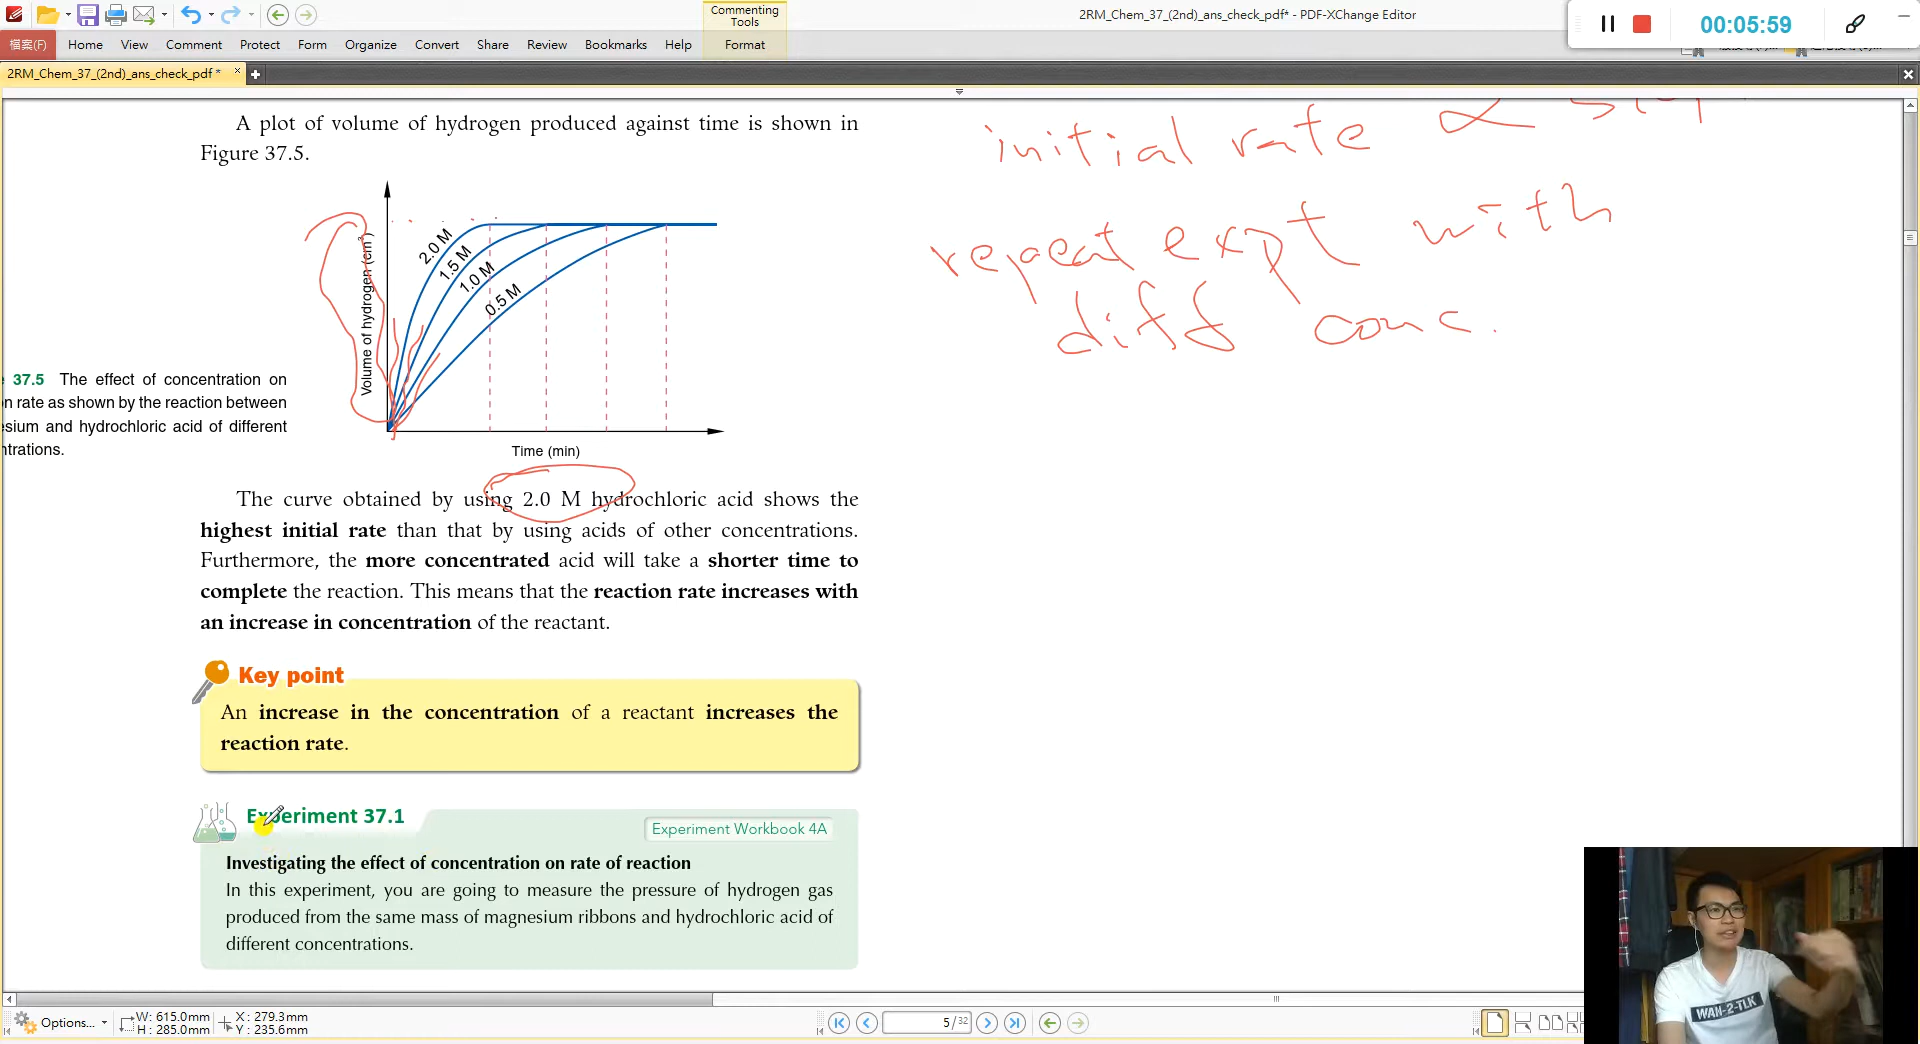 Commenting
Tools
2RM_Chem_37_(2nd)_ans_check_pdf* - PDF-XChange Editor
00:05:59
檔案(F)
Home View Comment Protect Form Organize Convert Share Review Bookmarks Help Format
2RM_Chem_37_(2nd)_ans_check_pdf *
A plot of volume of hydrogen produced against time is shown in
Figure 37.5.
initial rate ∝
repeat expt with
diff conc.
Volume of hydrogen (cm³)
2.0 M
1.5 M
1.0 M
0.5 M
Time (min)
37.5 The effect of concentration on
n rate as shown by the reaction between
esium and hydrochloric acid of different
ntrations.
The curve obtained by using 2.0 M hydrochloric acid shows the
highest initial rate than that by using acids of other concentrations.
Furthermore, the more concentrated acid will take a shorter time to
complete the reaction. This means that the reaction rate increases with
an increase in concentration of the reactant.
Key point
An increase in the concentration of a reactant increases the
reaction rate.
Experiment 37.1
Experiment Workbook 4A
Investigating the effect of concentration on rate of reaction
In this experiment, you are going to measure the pressure of hydrogen gas
produced from the same mass of magnesium ribbons and hydrochloric acid of
different concentrations.
WAN-2-TLK
Options...
W: 615.0mm
H: 285.0mm
X: 279.3mm
Y: 235.6mm
5/32